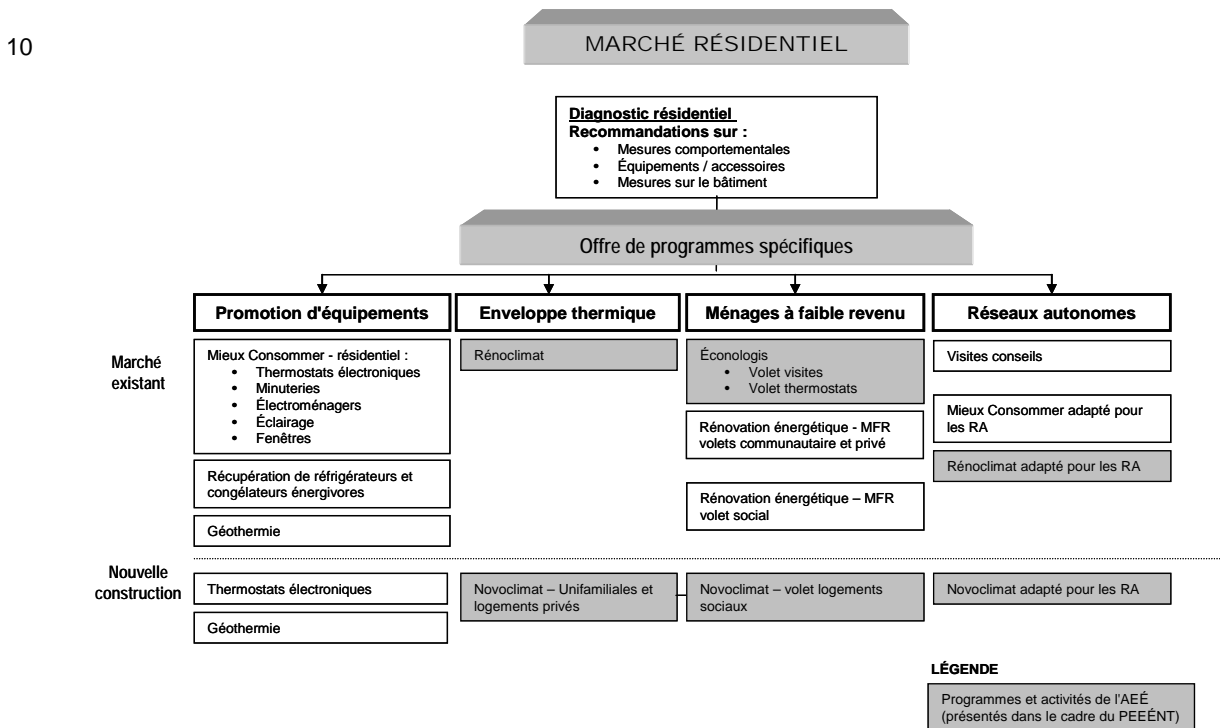 10
MARCHÉ RÉSIDENTIEL
Diagnostic résidentiel
Recommandations sur :
• Mesures comportementales
• Équipements / accessoires
• Mesures sur le bâtiment
Offre de programmes spécifiques
Promotion d'équipements
Enveloppe thermique
Ménages à faible revenu
Réseaux autonomes
Marché
existant
Mieux Consommer - résidentiel :
• Thermostats électroniques
• Minuteries
• Électroménagers
• Éclairage
• Fenêtres
Récupération de réfrigérateurs et
congélateurs énergivores
Géothermie
Rénoclimat
Éconologis
• Volet visites
• Volet thermostats
Rénovation énergétique - MFR
volets communautaire et privé
Rénovation énergétique – MFR
volet social
Visites conseils
Mieux Consommer adapté pour
les RA
Rénoclimat adapté pour les RA
Nouvelle
construction
Thermostats électroniques
Géothermie
Novoclimat – Unifamiliales et
logements privés
Novoclimat – volet logements
sociaux
Novoclimat adapté pour les RA
LÉGENDE
Programmes et activités de l'AEÉ
(présentés dans le cadre du PEEÉNT)